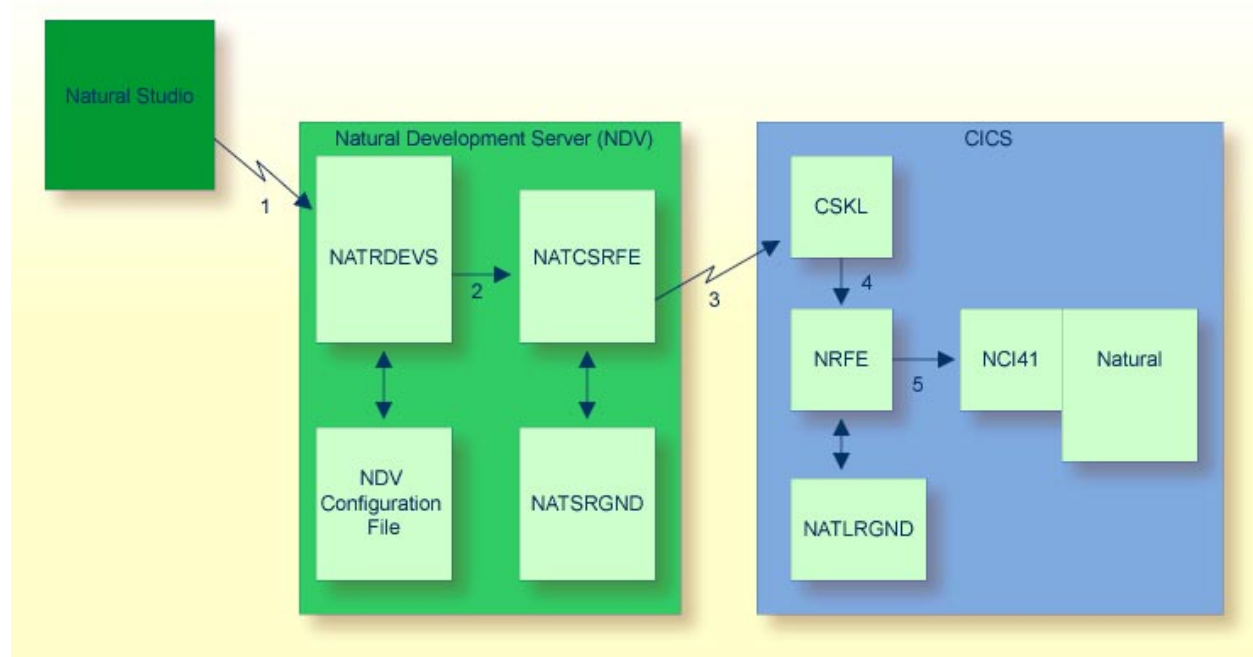 Natural Studio
Natural Development Server (NDV)
CICS
1
NATRDEVS
2
NATCSRFE
3
CSKL
4
NRFE
5
NCI41
Natural
NDV
Configuration
File
NATSRGND
NATLRGND